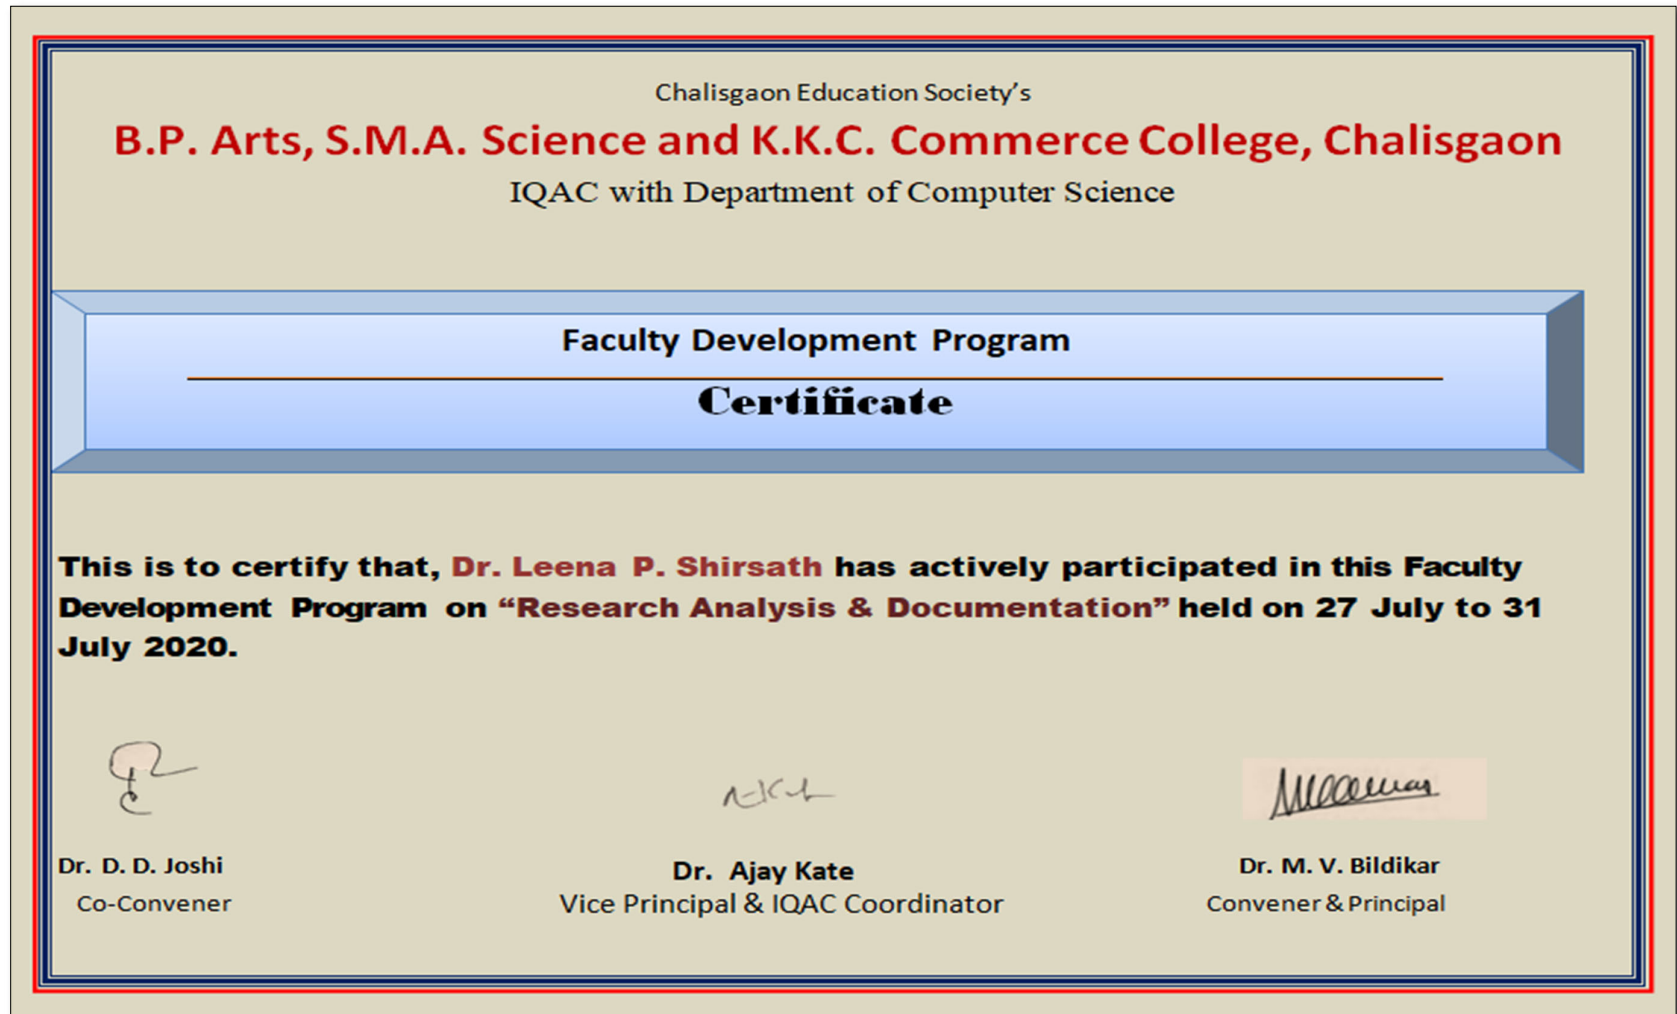 Chalisgaon Education Society’s
B.P. Arts, S.M.A. Science and K.K.C. Commerce College, Chalisgaon
IQAC with Department of Computer Science
Faculty Development Program
Certificate
This is to certify that, Dr. Leena P. Shirsath has actively participated in this Faculty
Development Program on “Research Analysis & Documentation” held on 27 July to 31
July 2020.
Dr. D. D. Joshi
Co-Convener
Dr. Ajay Kate
Vice Principal & IQAC Coordinator
Dr. M. V. Bildikar
Convener & Principal